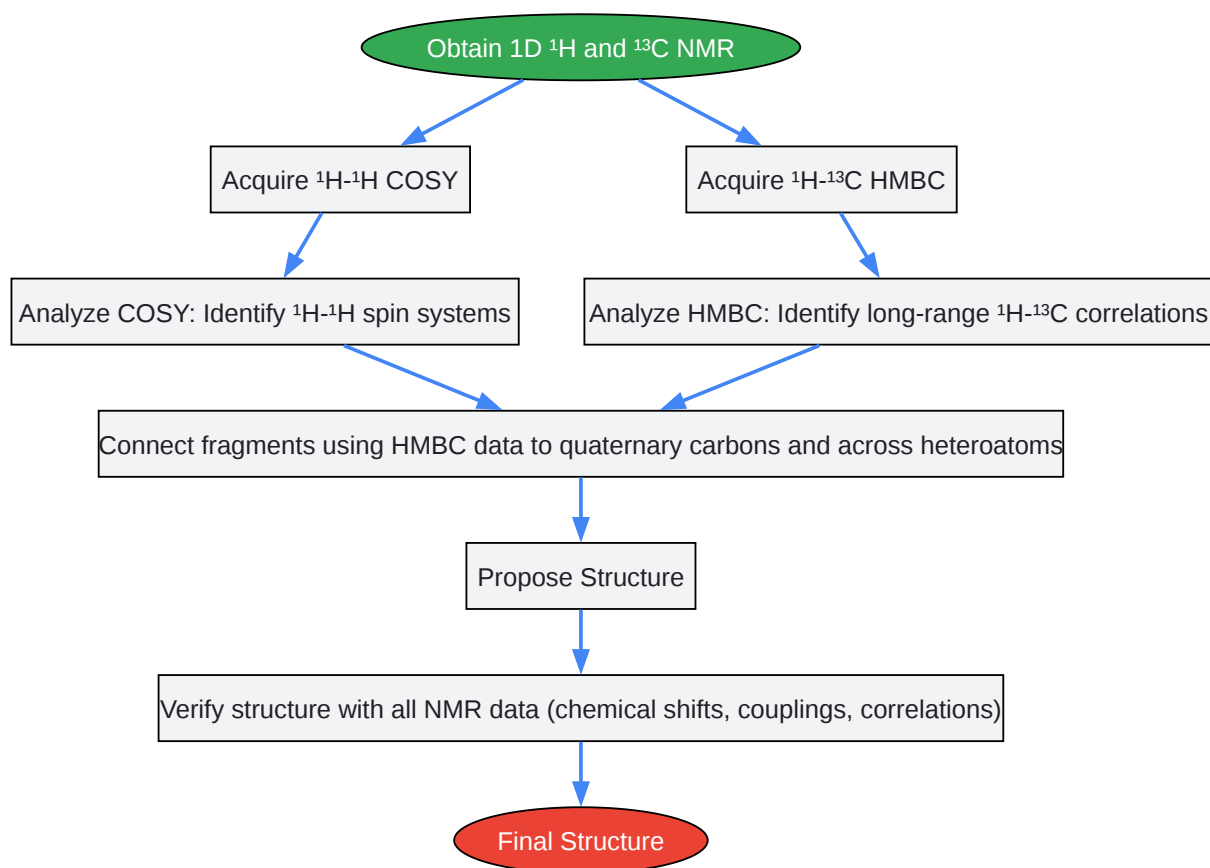 Obtain 1D ¹H and ¹³C NMR
Acquire ¹H-¹H COSY
Acquire ¹H-¹³C HMBC
Analyze COSY: Identify ¹H-¹H spin systems
Analyze HMBC: Identify long-range ¹H-¹³C correlations
Connect fragments using HMBC data to quaternary carbons and across heteroatoms
Propose Structure
Verify structure with all NMR data (chemical shifts, couplings, correlations)
Final Structure